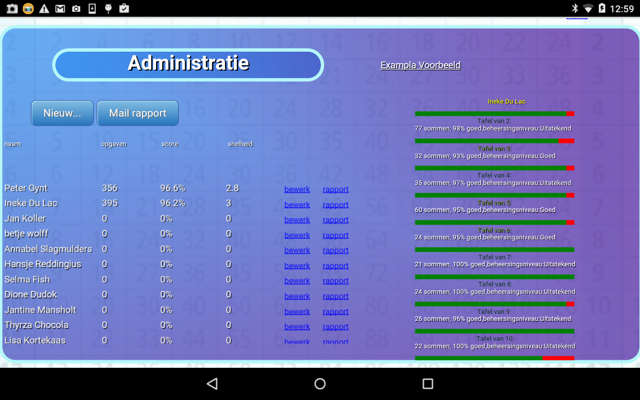 12:59
Administratie
Exampla Voorbeeld
Nieuw...
Mail rapport
naam opgaven score snelheid
Peter Gynt 356 96.6% 2.8 bewerk rapport
Ineke Du Lac 395 96.2% 3 bewerk rapport
Jan Koller 0 0% 0 bewerk rapport
betje wolff 0 0% 0 bewerk rapport
Annabel Slagmulders 0 0% 0 bewerk rapport
Hansje Reddingius 0 0% 0 bewerk rapport
Selma Fish 0 0% 0 bewerk rapport
Dione Dudok 0 0% 0 bewerk rapport
Jantine Mansholt 0 0% 0 bewerk rapport
Thyrza Chocola 0 0% 0 bewerk rapport
Lisa Kortekaas 0 0% 0 bewerk rapport
Ineke Du Lac
Tafel van 2:
77 sommen, 98% goed,beheersingsniveau:Uitstekend
Tafel van 3:
32 sommen, 93% goed,beheersingsniveau:Goed
Tafel van 4:
35 sommen, 97% goed,beheersingsniveau:Uitstekend
Tafel van 5:
60 sommen, 95% goed,beheersingsniveau:Goed
Tafel van 6:
24 sommen, 95% goed,beheersingsniveau:Goed
Tafel van 7:
21 sommen, 100% goed,beheersingsniveau:Uitstekend
Tafel van 8:
24 sommen, 100% goed,beheersingsniveau:Uitstekend
Tafel van 9:
26 sommen, 96% goed,beheersingsniveau:Uitstekend
Tafel van 10:
22 sommen, 100% goed,beheersingsniveau:Uitstekend